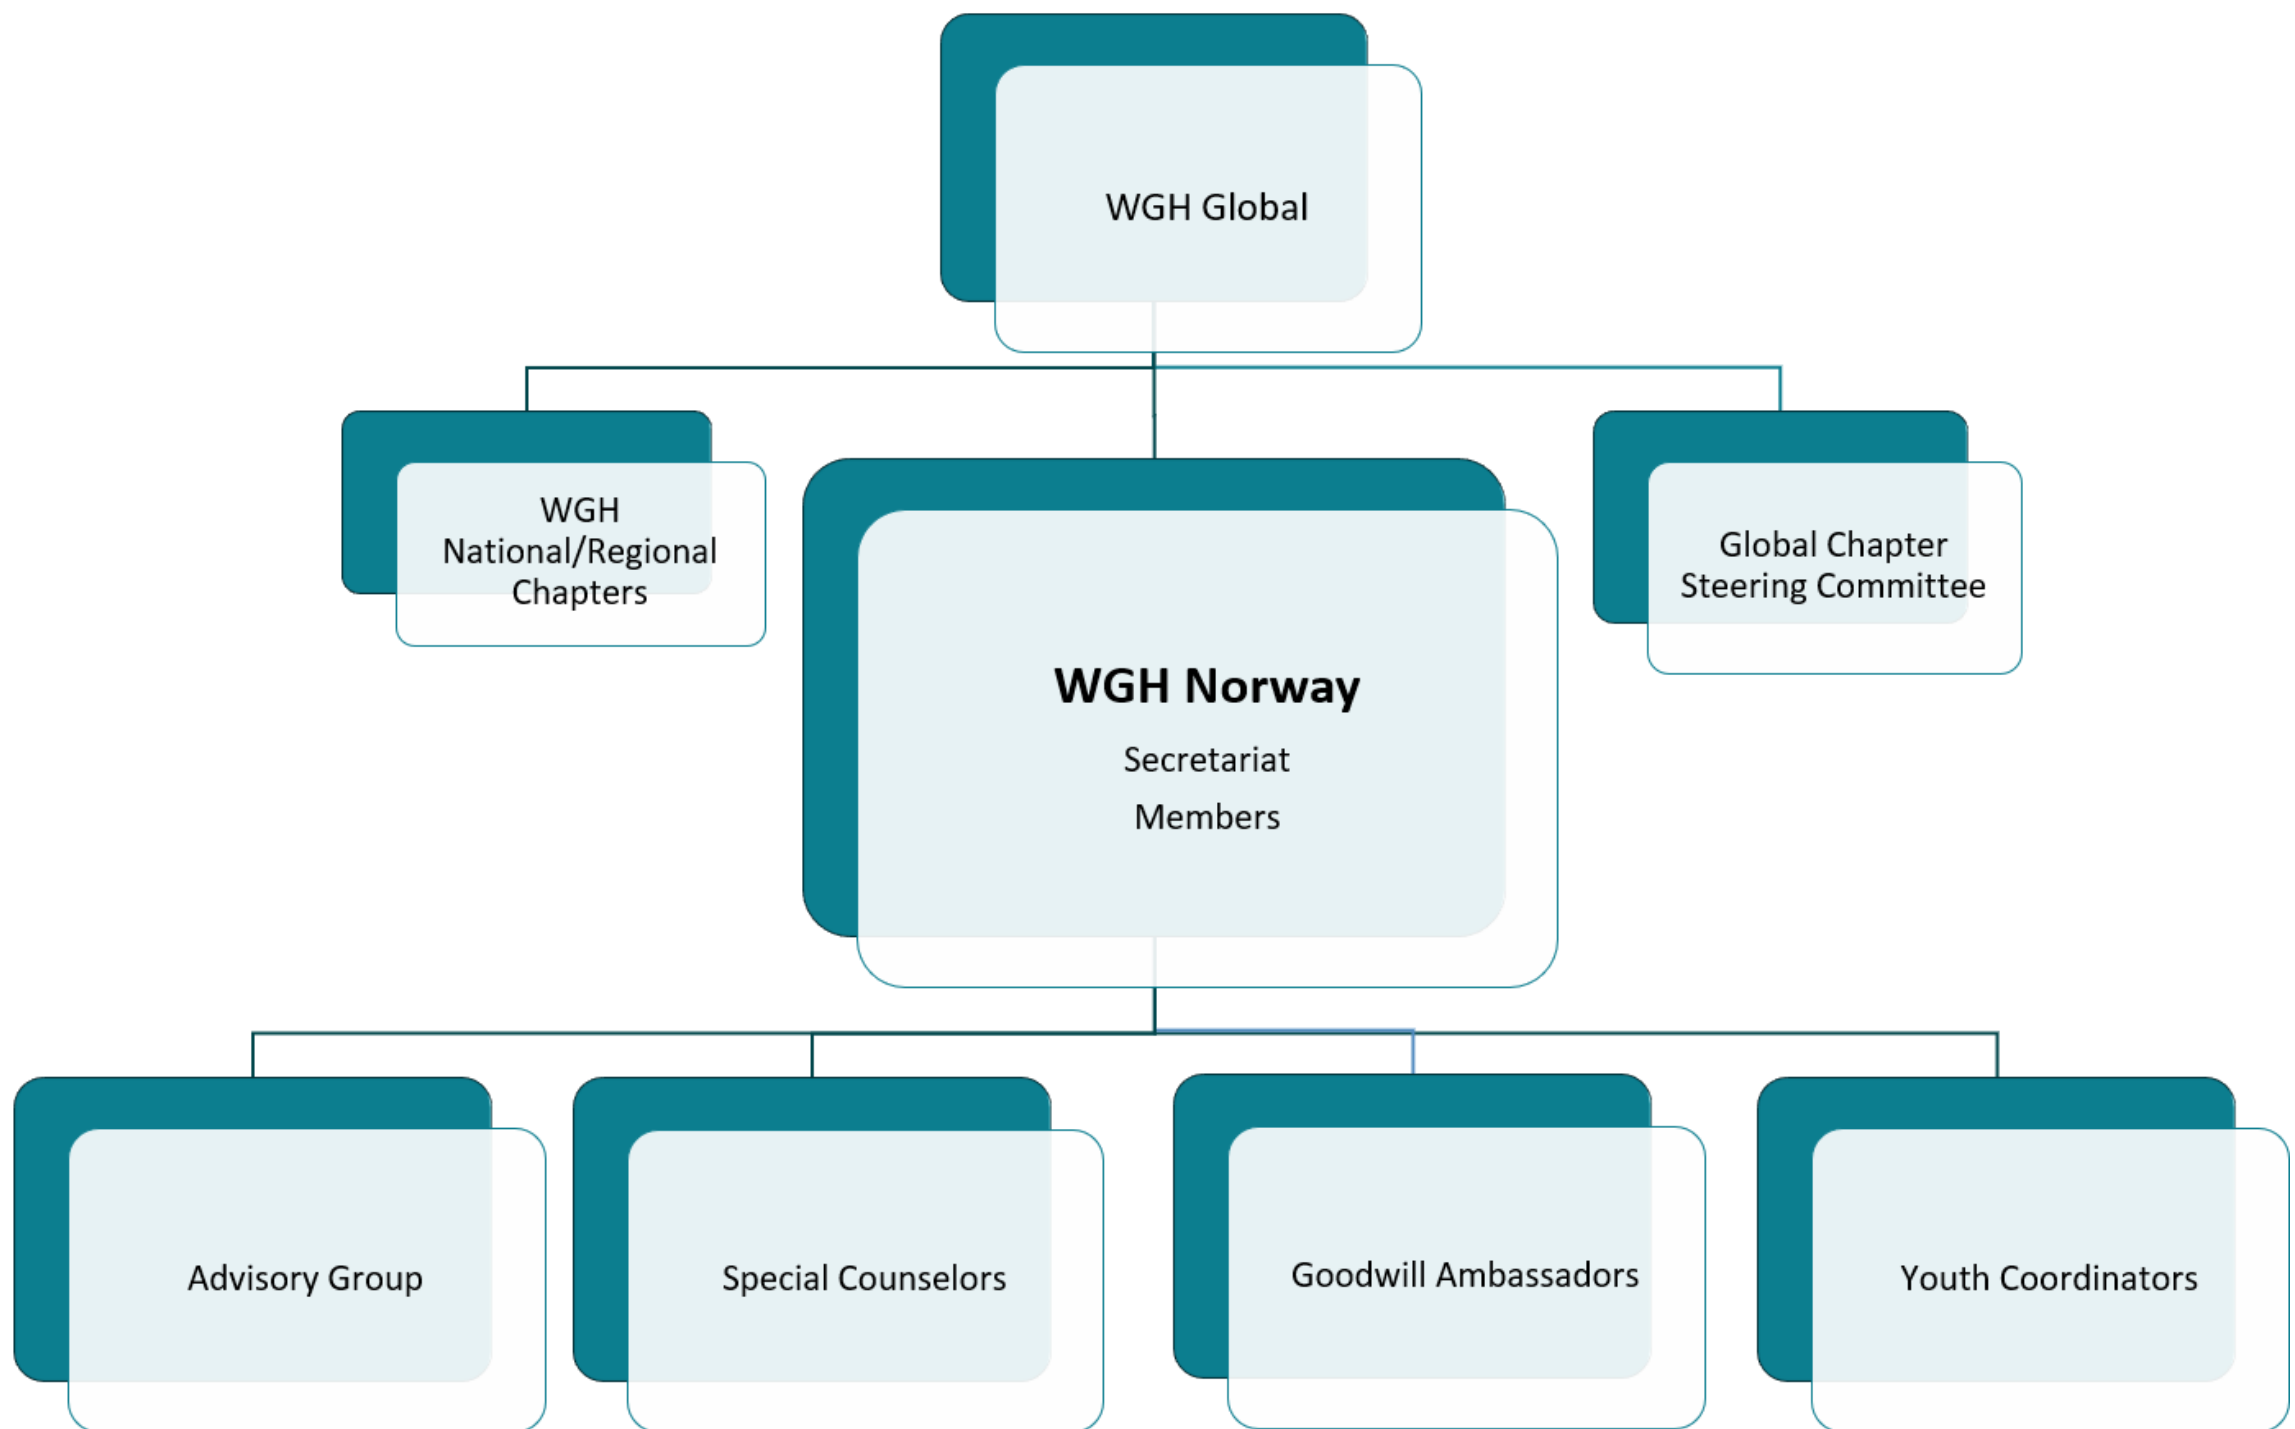 WGH Global
WGH
National/Regional
Chapters
Global Chapter
Steering Committee
WGH Norway
Secretariat
Members
Advisory Group
Special Counselors
Goodwill Ambassadors
Youth Coordinators